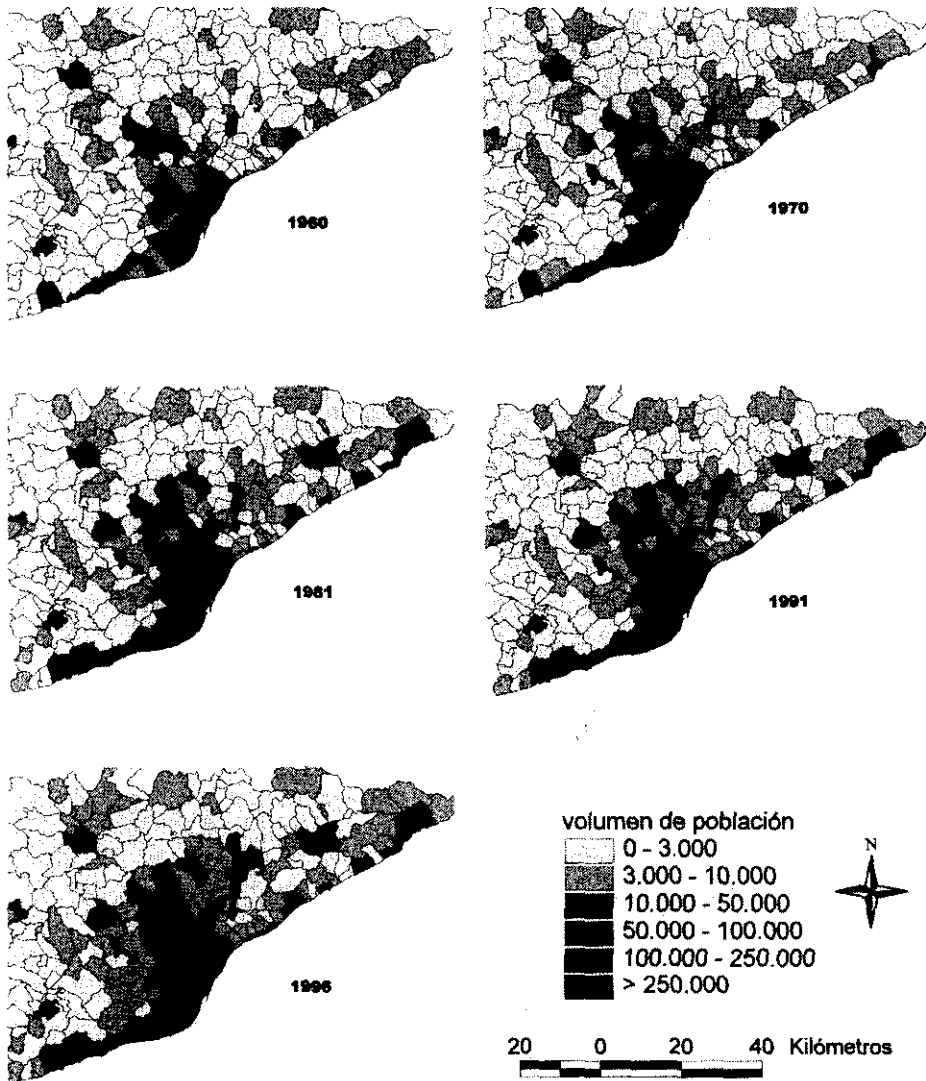 1960
1970
1981
1991
1996
volumen de población
0 - 3.000
3.000 - 10.000
10.000 - 50.000
50.000 - 100.000
100.000 - 250.000
> 250.000
N
20 0 20 40 Kilómetros